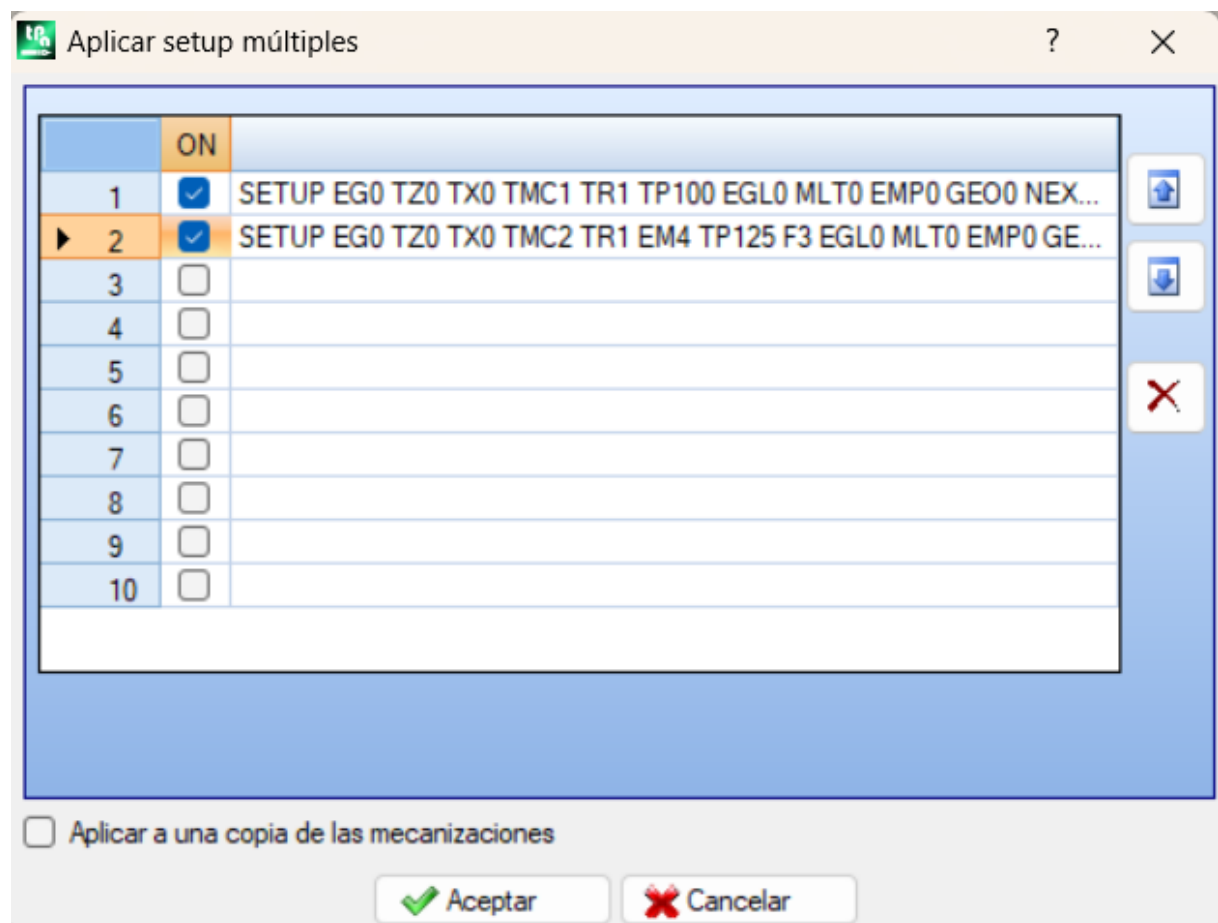 Aplicar setup múltiples ?
ON
1 SETUP EG0 TZ0 TX0 TMC1 TR1 TP100 EGL0 MLT0 EMP0 GEO0 NEX...
2 SETUP EG0 TZ0 TX0 TMC2 TR1 EM4 TP125 F3 EGL0 MLT0 EMP0 GE...
3
4
5
6
7
8
9
10
Aplicar a una copia de las mecanizaciones
Aceptar Cancelar